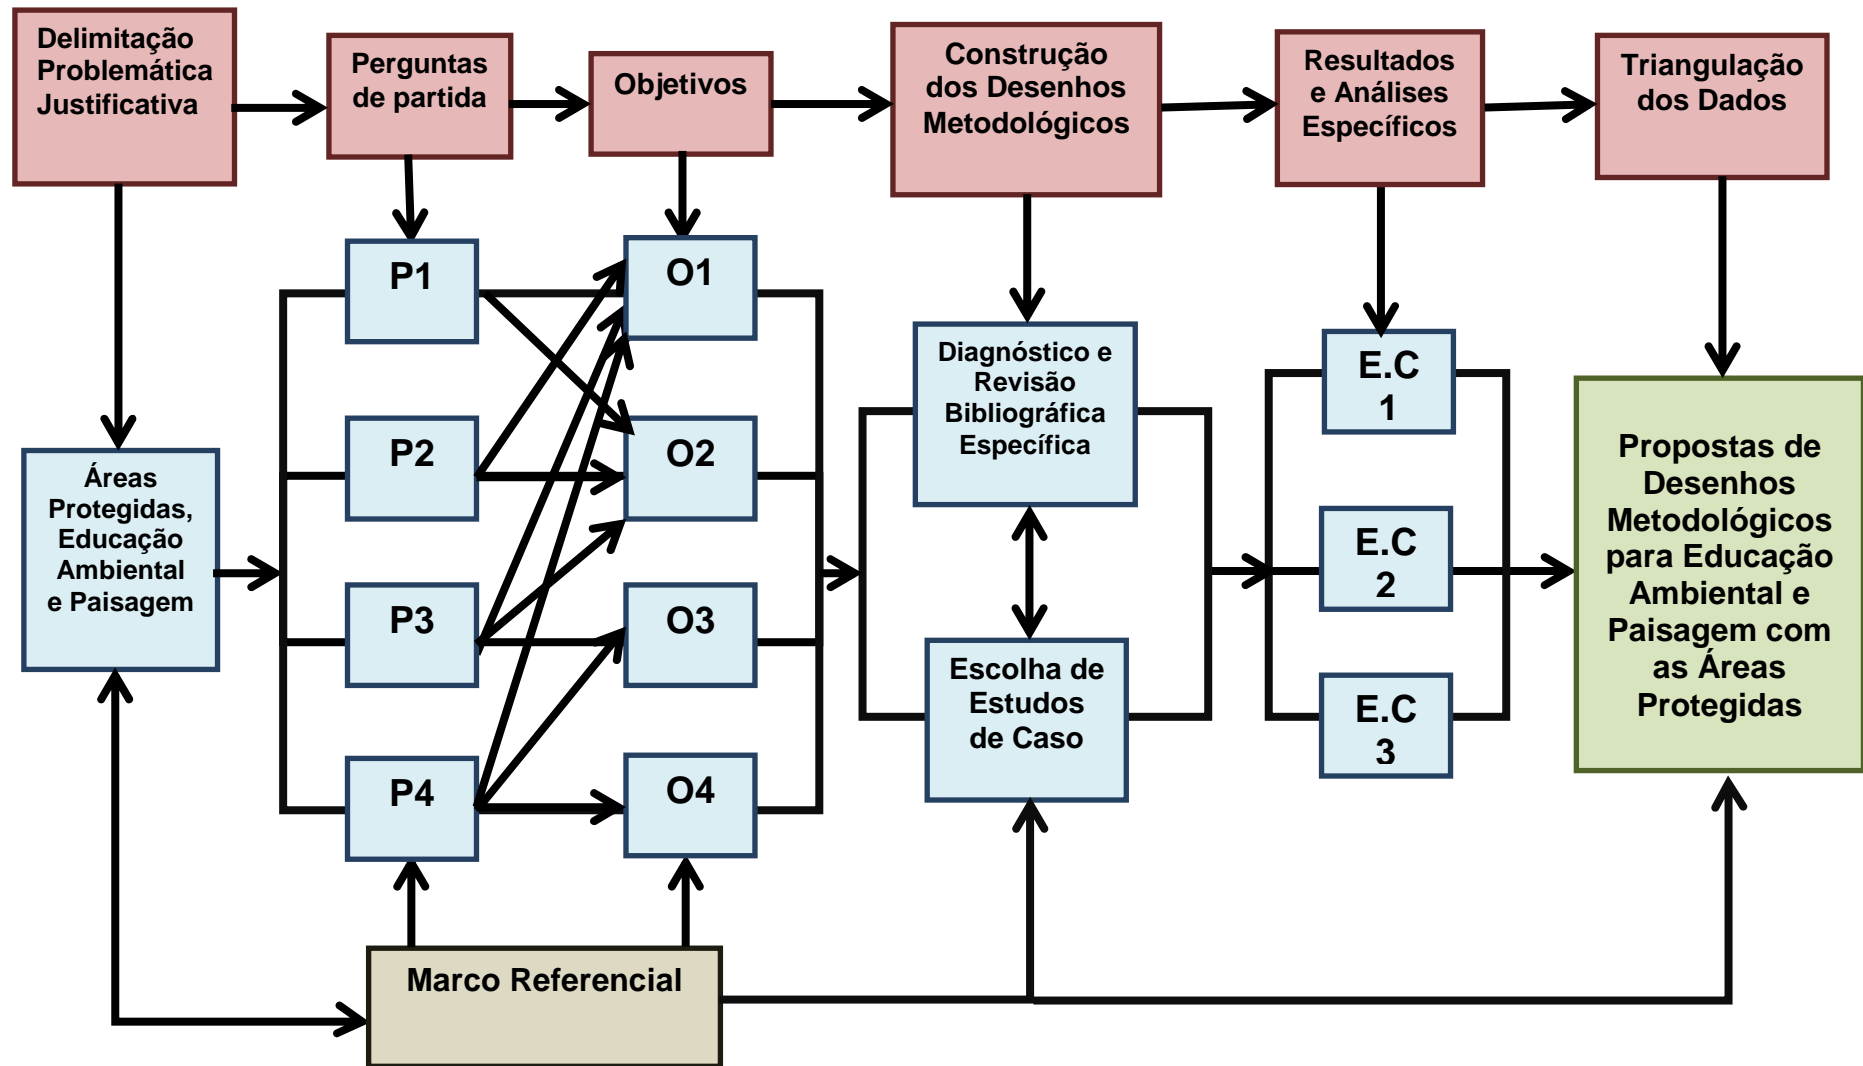 Delimitação
Problemática
Justificativa
Perguntas
de partida
Objetivos
Construção
dos Desenhos
Metodológicos
Resultados
e Análises
Específicos
Triangulação
dos Dados
Áreas
Protegidas,
Educação
Ambiental
e Paisagem
P1
P2
P3
P4
O1
O2
O3
O4
Diagnóstico e
Revisão
Bibliográfica
Específica
Escolha de
Estudos
de Caso
E.C
1
E.C
2
E.C
3
Propostas de
Desenhos
Metodológicos
para Educação
Ambiental e
Paisagem com
as Áreas
Protegidas
Marco Referencial